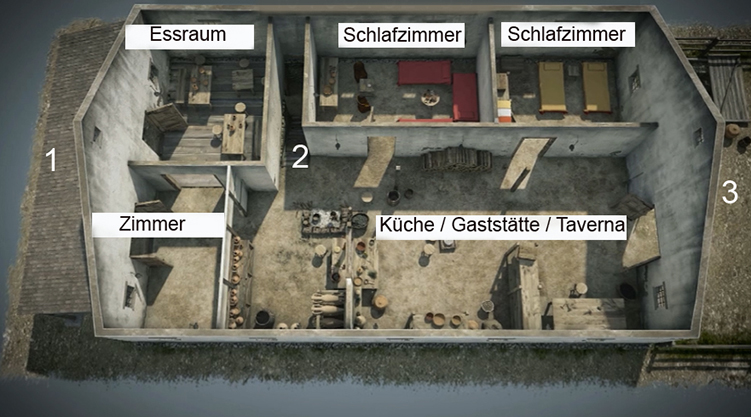 Essraum
Schlafzimmer
Schlafzimmer
1
2
3
Zimmer
Küche / Gaststätte / Taverna